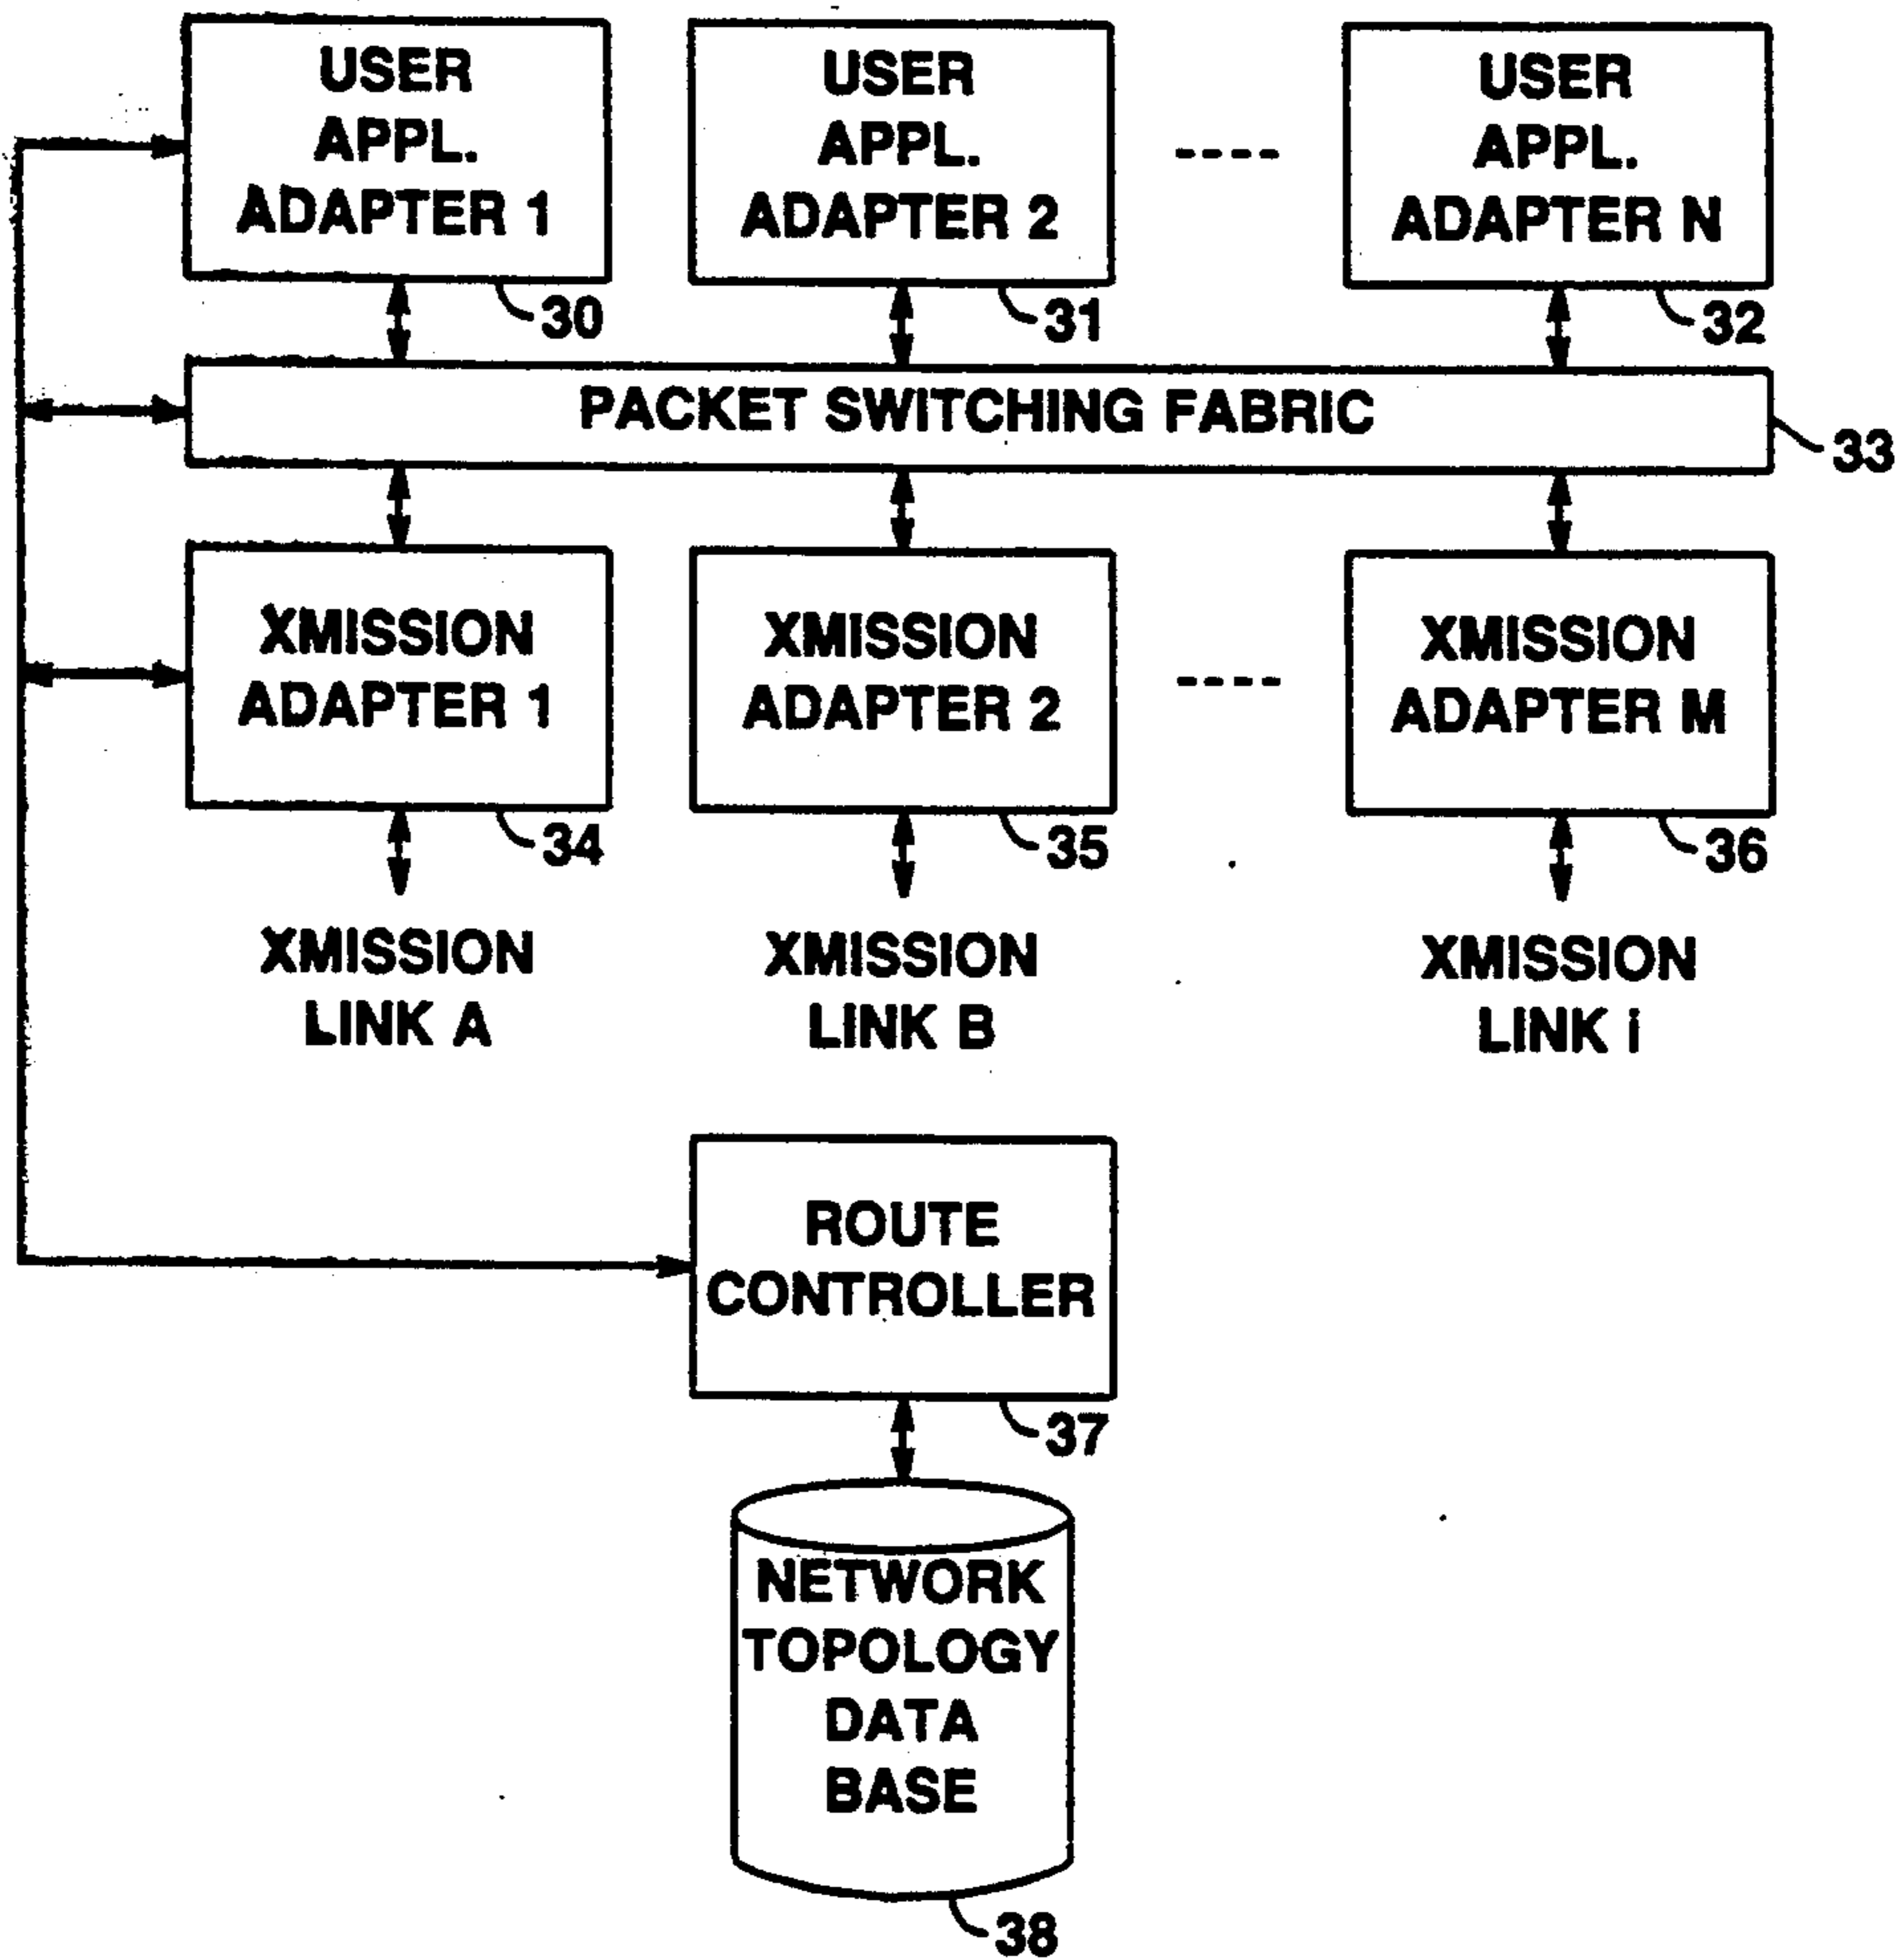 USER
APPL.
ADAPTER 1
USER
APPL.
ADAPTER 2
----
USER
APPL.
ADAPTER N
30
31
32
PACKET SWITCHING FABRIC
33
XMISSION
ADAPTER 1
XMISSION
ADAPTER 2
----
XMISSION
ADAPTER M
34
35
36
XMISSION
LINK A
XMISSION
LINK B
XMISSION
LINK i
ROUTE
CONTROLLER
37
NETWORK
TOPOLOGY
DATA
BASE
38